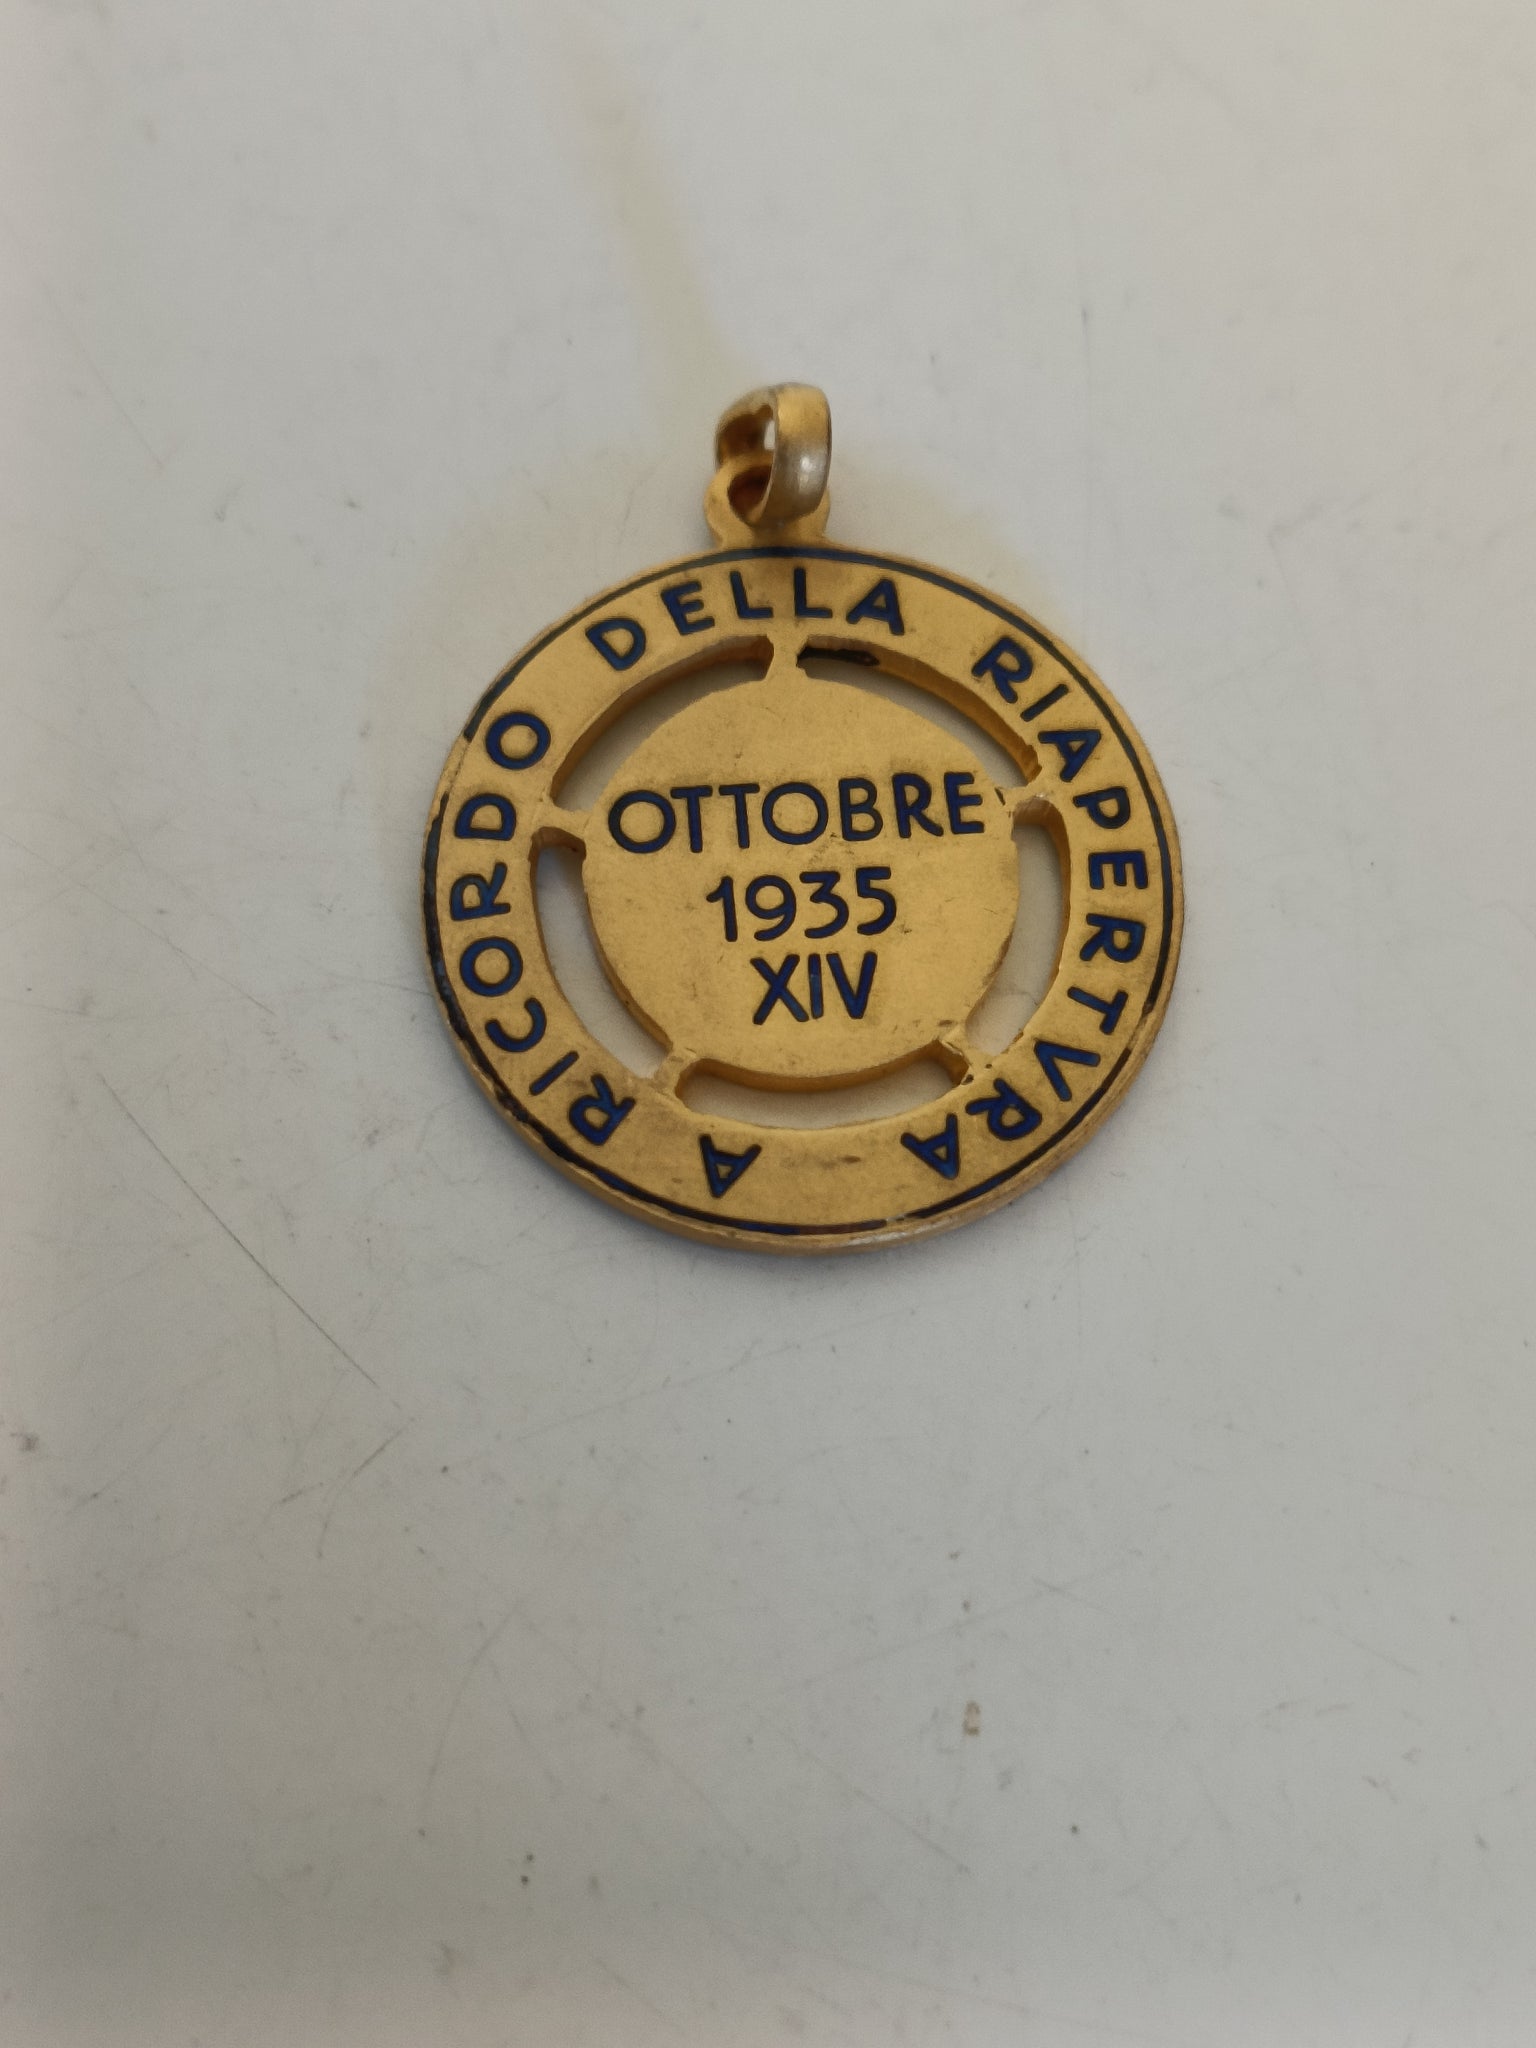 A RICORDO DELLA RIAPERTVRA
OTTOBRE
1935
XIV